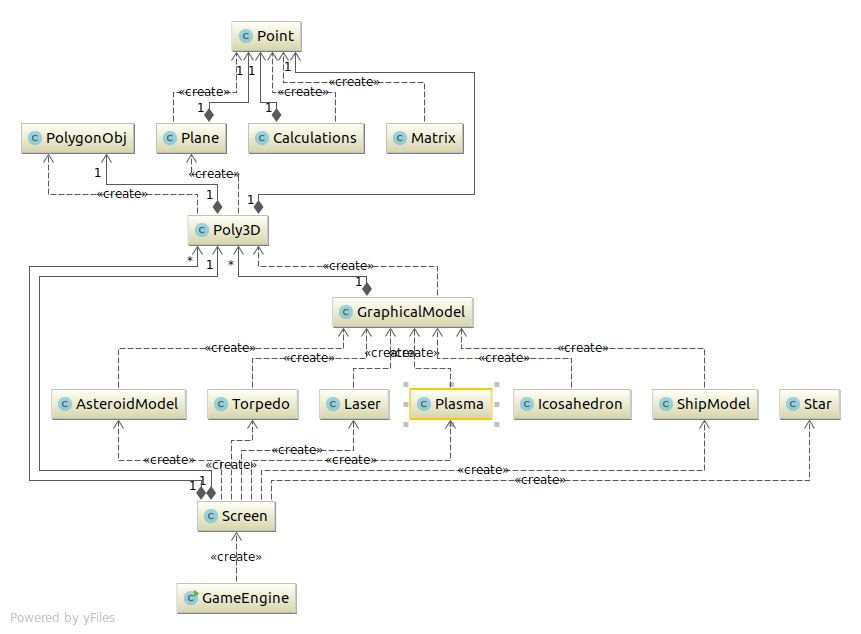 C Point
1 1 1
«create» «create» «create»
1 1
C PolygonObj C Plane C Calculations C Matrix
1 «create»
«create» 1 1
C Poly3D
* 1 * «create»
1
C GraphicalModel
«create» «create» «create» «create» «create» «create»
C AsteroidModel C Torpedo C Laser C Plasma C Icosahedron C ShipModel C Star
«create» «create» «create» «create» «create» «create»
1 1
C Screen
«create»
C GameEngine
Powered by yFiles